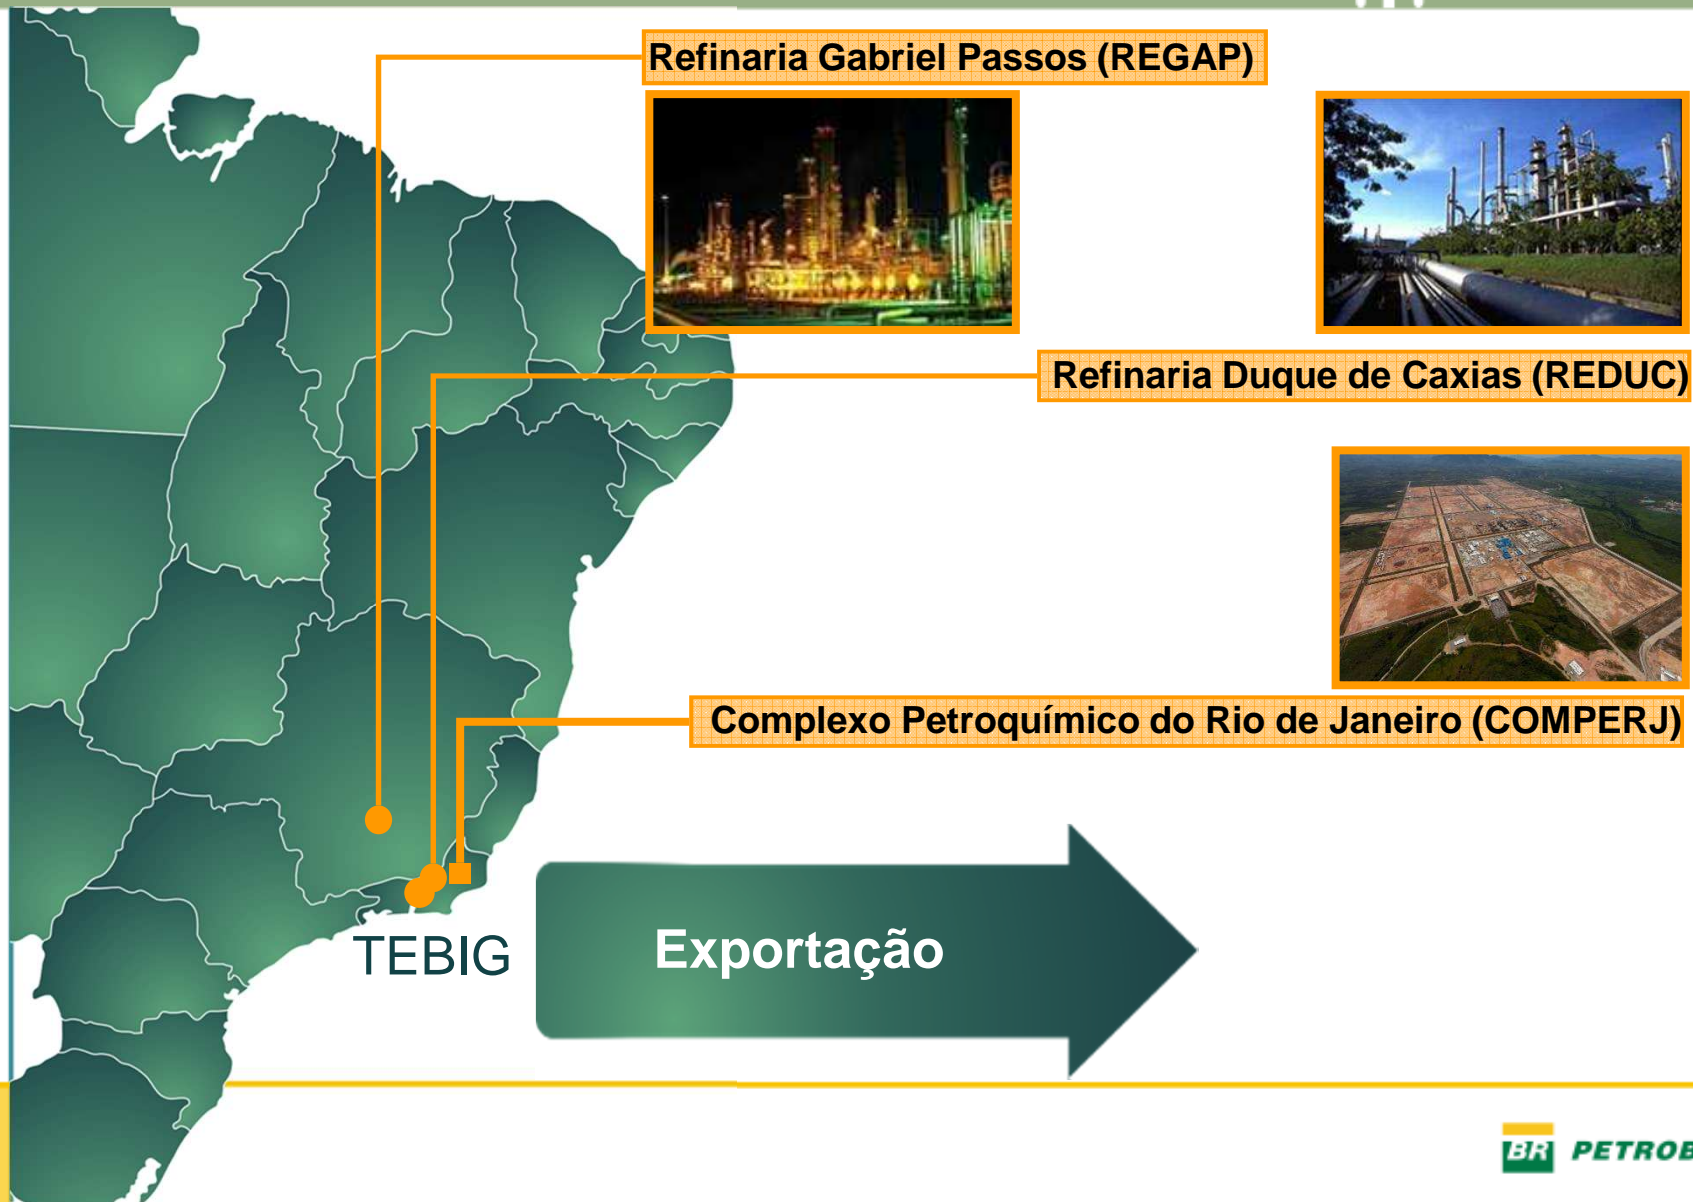 Refinaria Gabriel Passos (REGAP)
Refinaria Duque de Caxias (REDUC)
Complexo Petroquímico do Rio de Janeiro (COMPERJ)
TEBIG
Exportação
BR PETROB